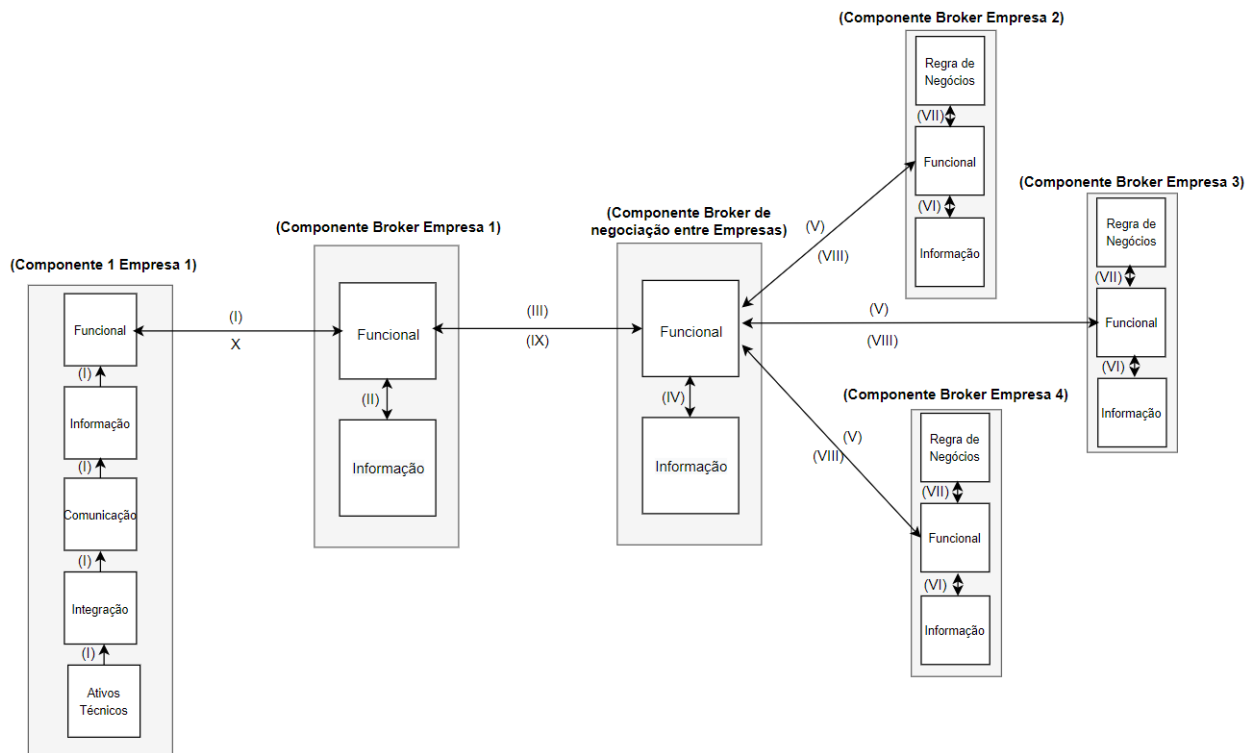 (Componente 1 Empresa 1)
Funcional
(I)
Informação
(I)
Comunicação
(I)
Integração
(I)
Ativos
Técnicos
(I)
X
(Componente Broker Empresa 1)
Funcional
(II)
Informação
(III)
(IX)
(Componente Broker de
negociação entre Empresas)
Funcional
(IV)
Informação
(V)
(VIII)
(Componente Broker Empresa 2)
Regra de
Negócios
(VII)
Funcional
(VI)
Informação
(V)
(VIII)
(Componente Broker Empresa 3)
Regra de
Negócios
(VII)
Funcional
(VI)
Informação
(V)
(VIII)
(Componente Broker Empresa 4)
Regra de
Negócios
(VII)
Funcional
(VI)
Informação